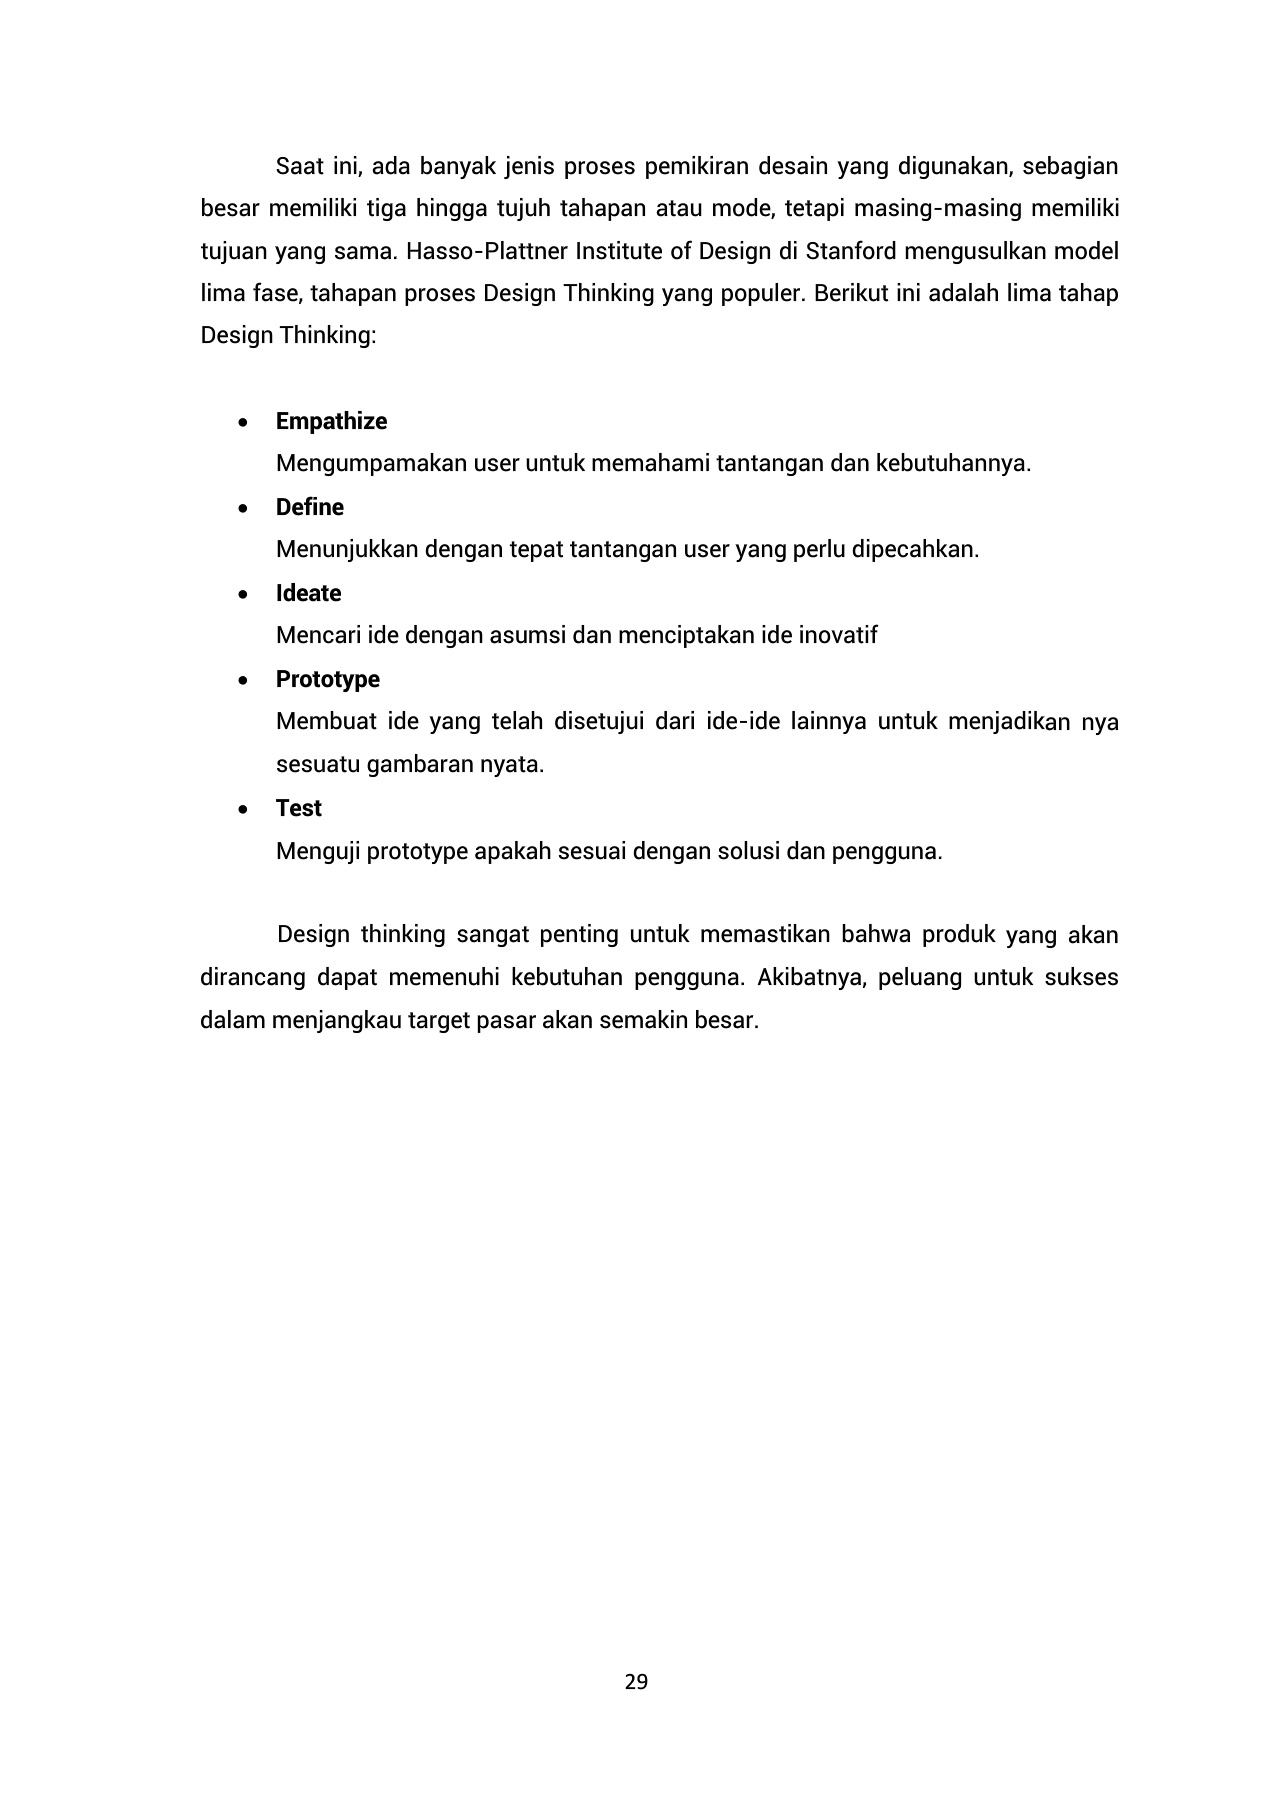 Saat ini, ada banyak jenis proses pemikiran desain yang digunakan, sebagian
besar memiliki tiga hingga tujuh tahapan atau mode, tetapi masing-masing memiliki
tujuan yang sama. Hasso-Plattner Institute of Design di Stanford mengusulkan model
lima fase, tahapan proses Design Thinking yang populer. Berikut ini adalah lima tahap
Design Thinking:
• Empathize
Mengumpamakan user untuk memahami tantangan dan kebutuhannya.
• Define
Menunjukkan dengan tepat tantangan user yang perlu dipecahkan.
• Ideate
Mencari ide dengan asumsi dan menciptakan ide inovatif
• Prototype
Membuat ide yang telah disetujui dari ide-ide lainnya untuk menjadikan nya
sesuatu gambaran nyata.
• Test
Menguji prototype apakah sesuai dengan solusi dan pengguna.
Design thinking sangat penting untuk memastikan bahwa produk yang akan
dirancang dapat memenuhi kebutuhan pengguna. Akibatnya, peluang untuk sukses
dalam menjangkau target pasar akan semakin besar.
29